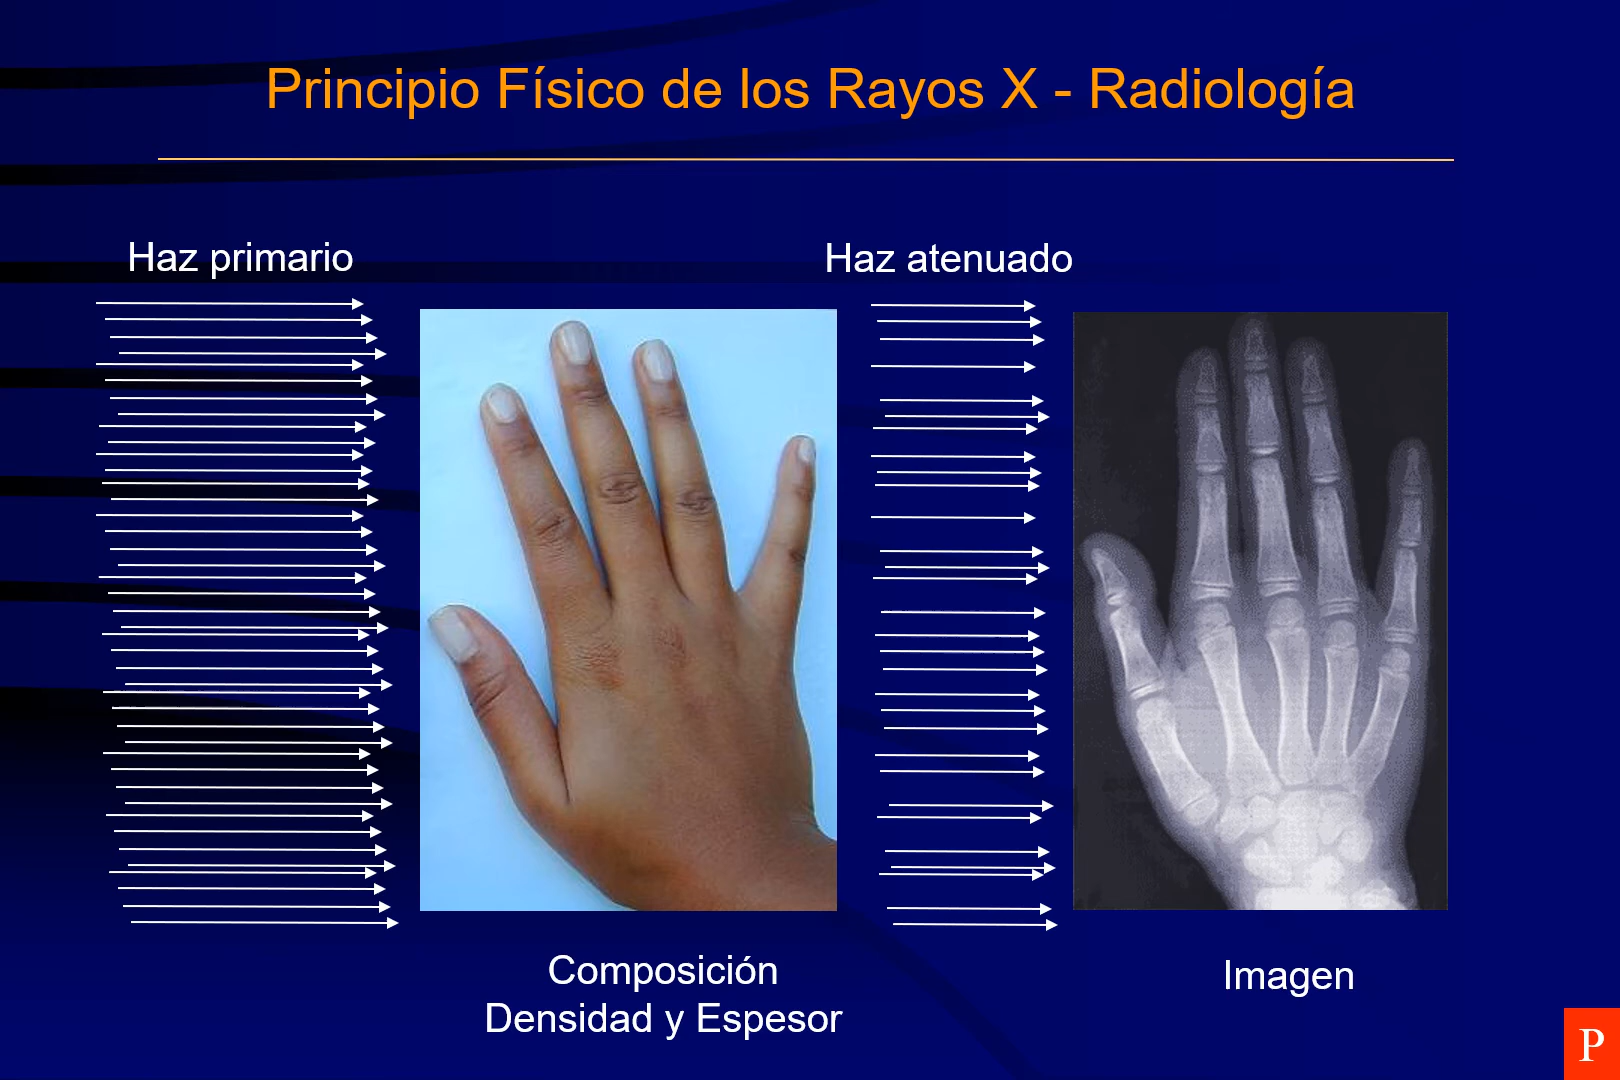 Principio Físico de los Rayos X - Radiología
Haz primario
Haz atenuado
Composición
Densidad y Espesor
Imagen
P